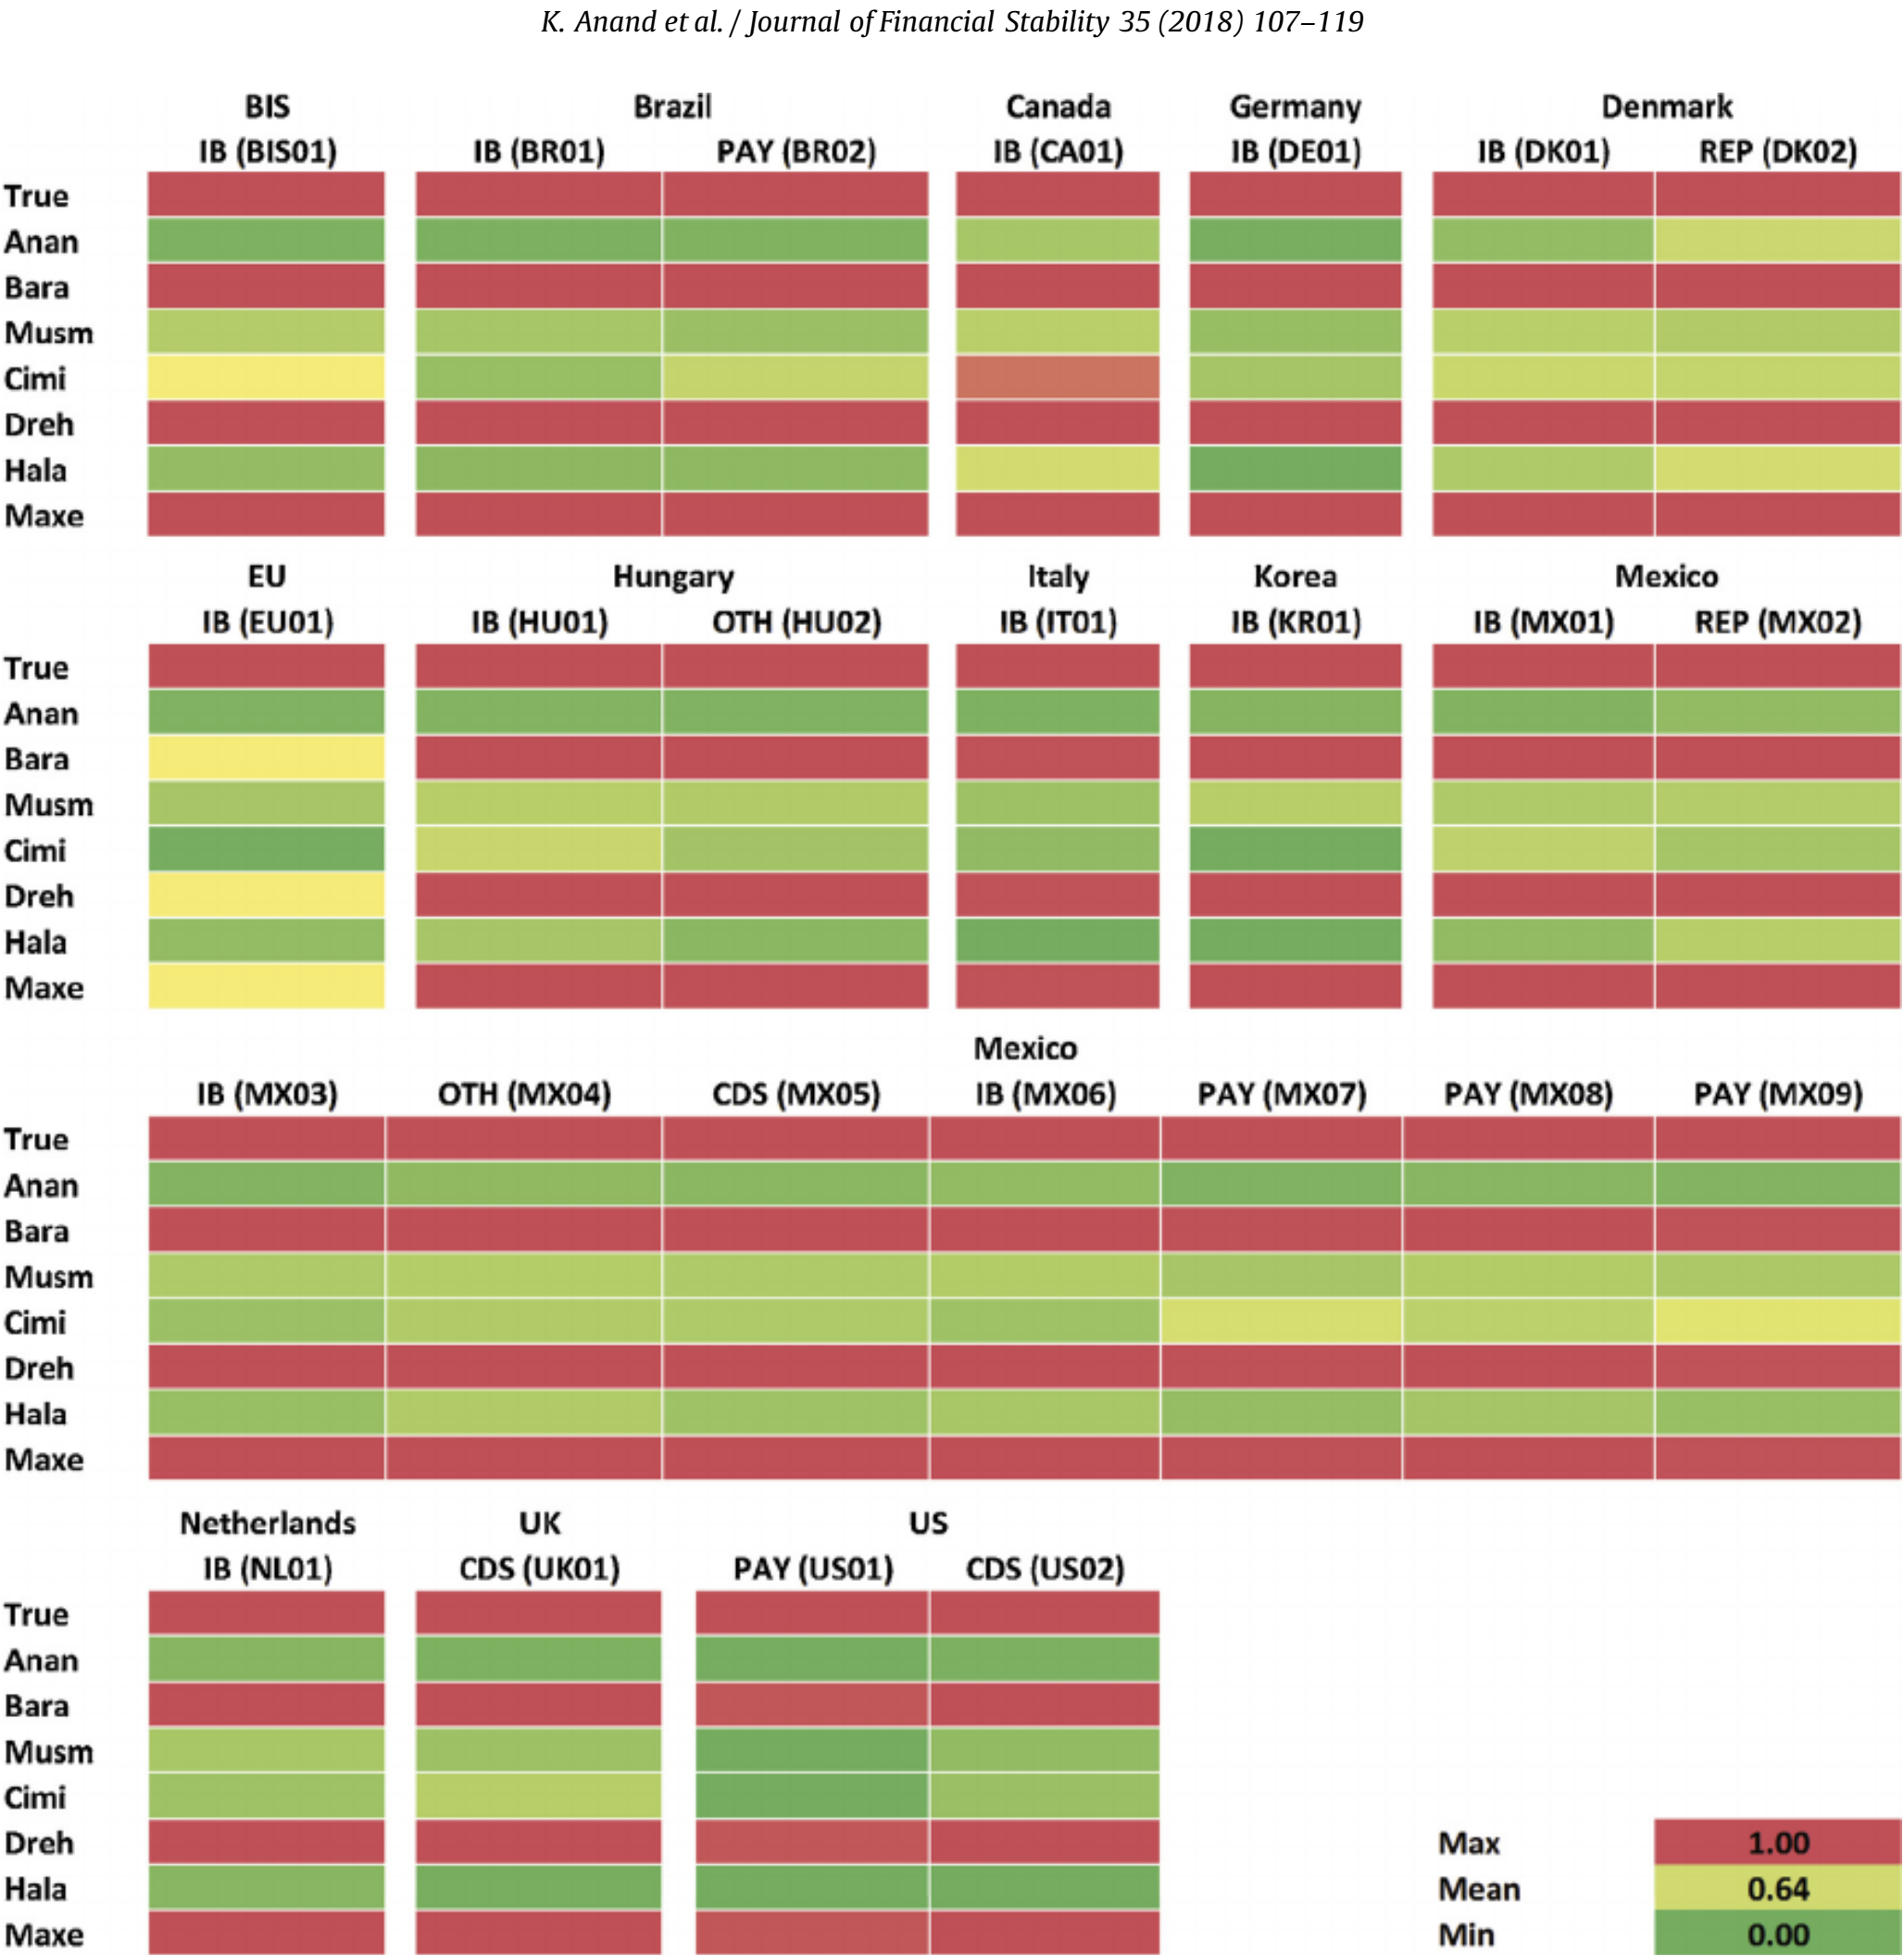 K. Anand et al. / Journal of Financial Stability 35 (2018) 107–119
BIS Brazil Canada Germany Denmark
IB (BIS01) IB (BR01) PAY (BR02) IB (CA01) IB (DE01) IB (DK01) REP (DK02)
True
Anan
Bara
Musm
Cimi
Dreh
Hala
Maxe
EU Hungary Italy Korea Mexico
IB (EU01) IB (HU01) OTH (HU02) IB (IT01) IB (KR01) IB (MX01) REP (MX02)
True
Anan
Bara
Musm
Cimi
Dreh
Hala
Maxe
Mexico
IB (MX03) OTH (MX04) CDS (MX05) IB (MX06) PAY (MX07) PAY (MX08) PAY (MX09)
True
Anan
Bara
Musm
Cimi
Dreh
Hala
Maxe
Netherlands UK US
IB (NL01) CDS (UK01) PAY (US01) CDS (US02)
True
Anan
Bara
Musm
Cimi
Dreh
Hala
Maxe
Max 1.00
Mean 0.64
Min 0.00